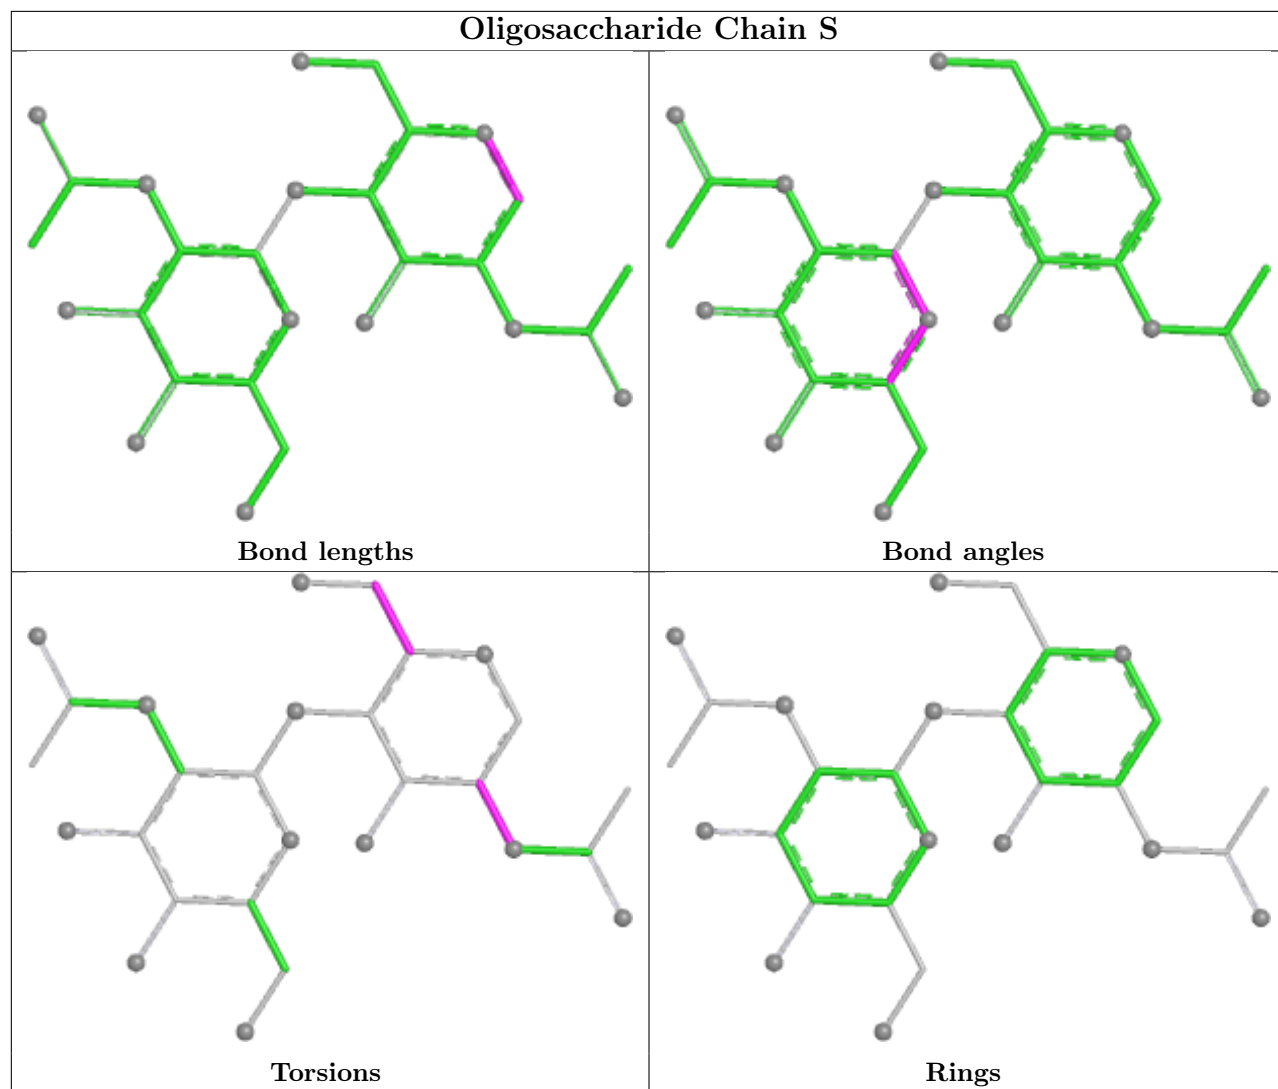 Oligosaccharide Chain S
Bond lengths
Bond angles
Torsions
Rings